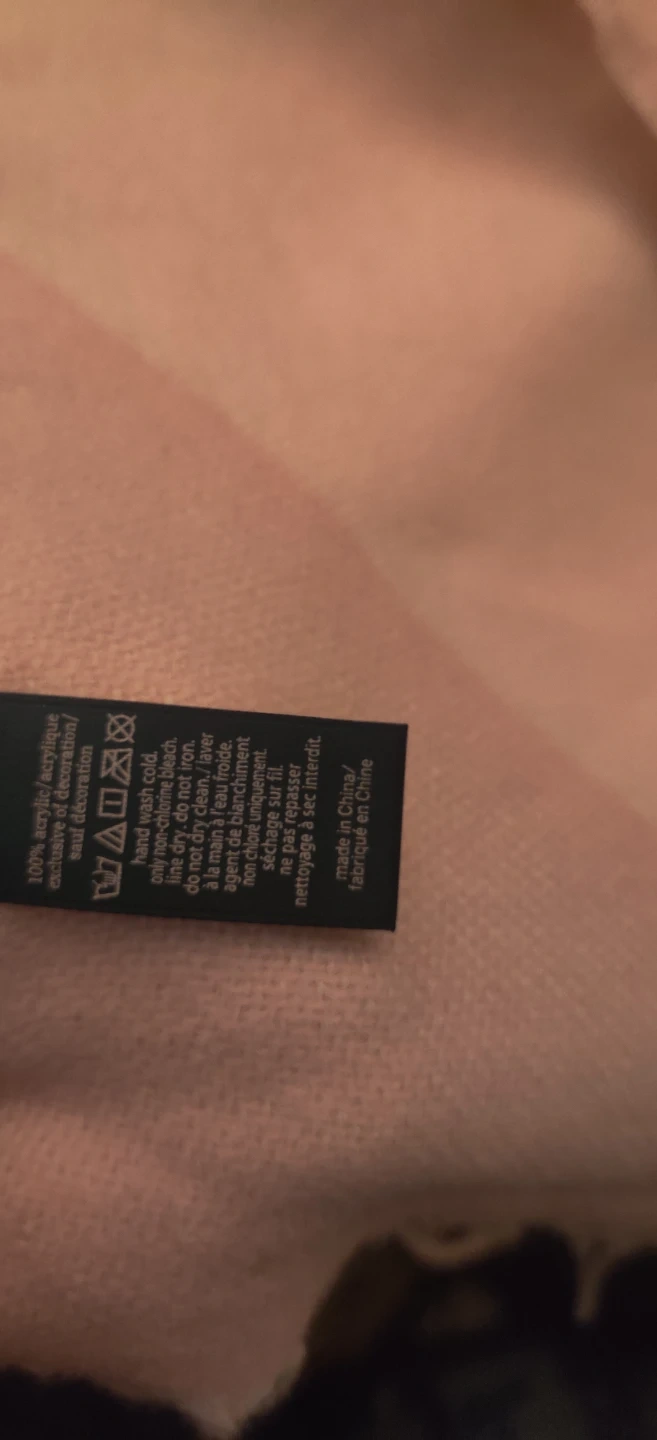 100% acrylic/acrylique
exclusive of decoration/
sauf décoration
hand wash cold.
only non-chlorine bleach.
line dry. do not iron.
do not dry clean./ laver
à la main à l'eau froide.
agent de blanchiment
non chloré uniquement.
séchage sur fil.
ne pas repasser
nettoyage à sec interdit.
made in China/
fabriqué en Chine